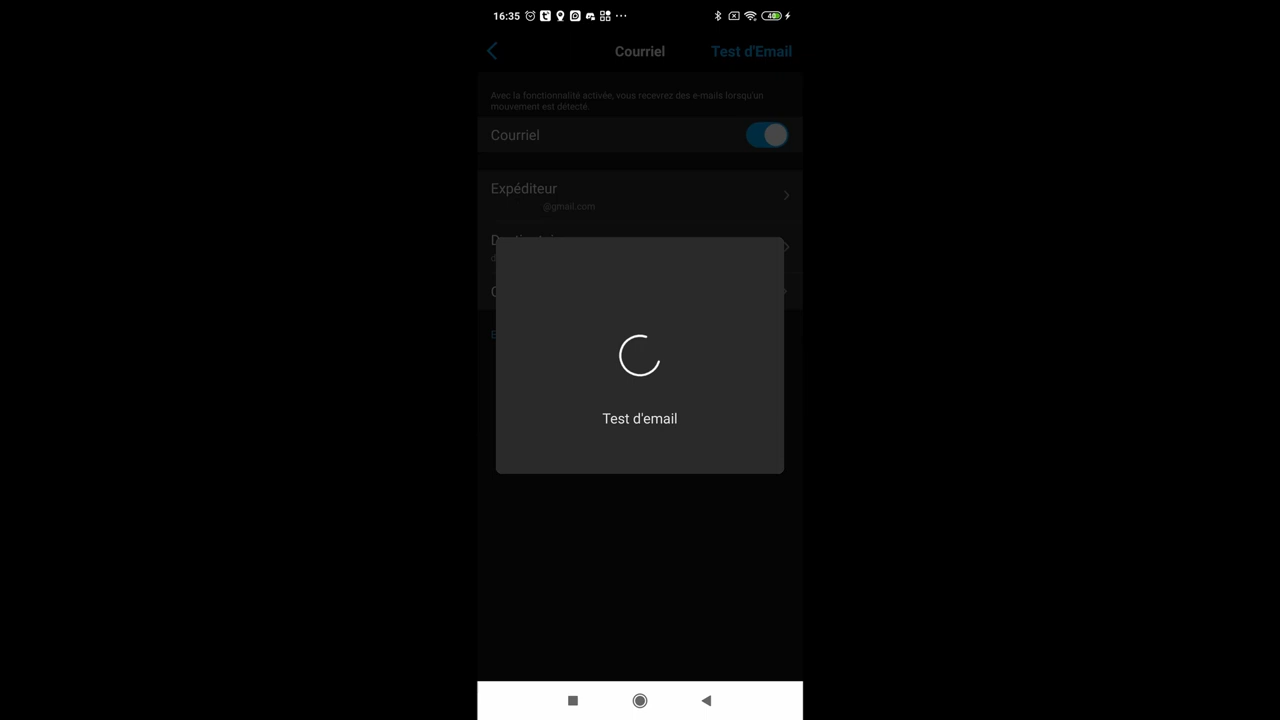 16:35
Courriel
Test d'Email
Avec la fonctionnalité activée, vous recevrez des e-mails lorsqu'un
mouvement est détecté.
Courriel
Expéditeur
@gmail.com
Test d'email